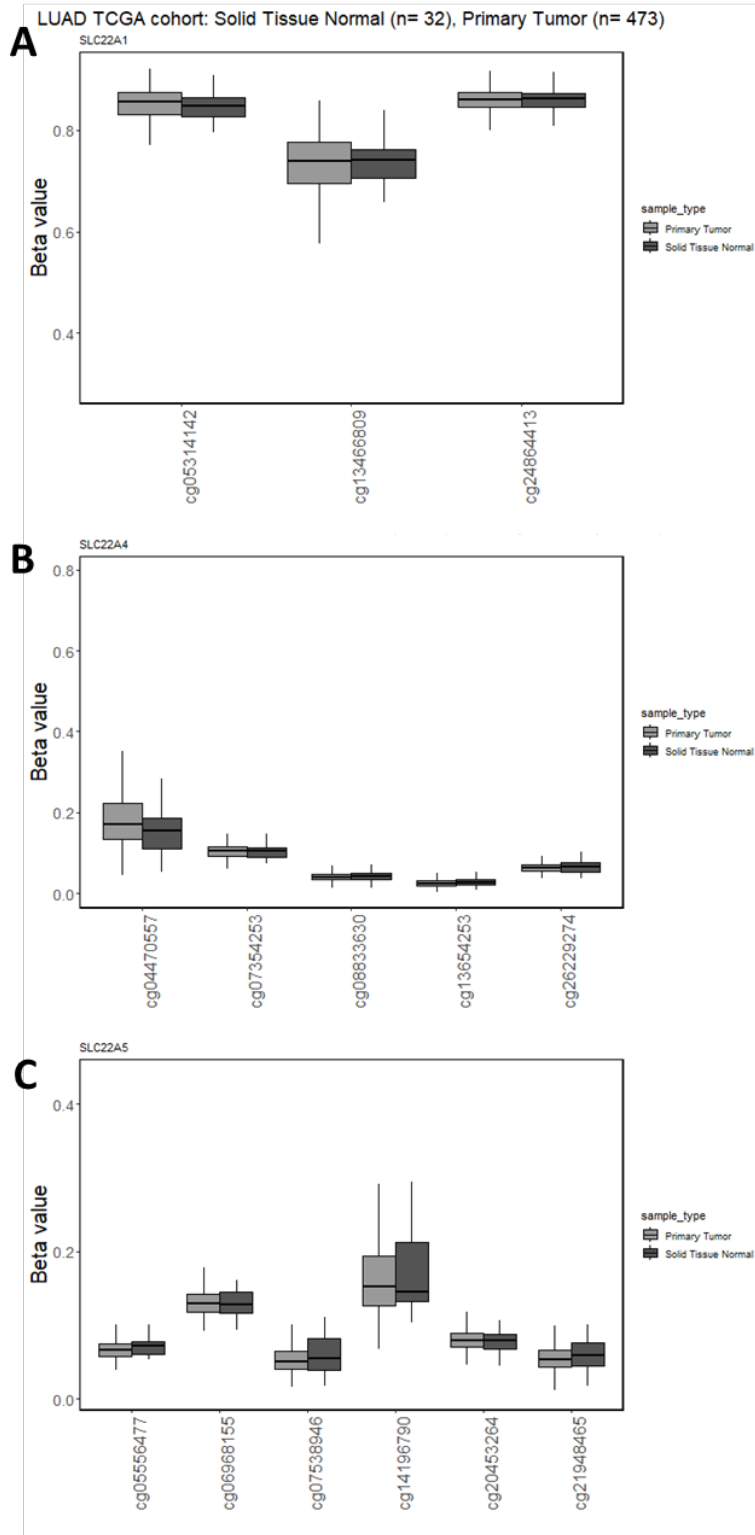 LUAD TCGA cohort: Solid Tissue Normal (n= 32), Primary Tumor (n= 473)
A
SLC22A1
Beta value
0.8
0.6
0.4
cg05314142
cg13466809
cg24864413
sample_type
Primary Tumor
Solid Tissue Normal
B
SLC22A4
Beta value
0.8
0.6
0.4
0.2
0.0
cg04470557
cg07354253
cg08833630
cg13654253
cg26229274
sample_type
Primary Tumor
Solid Tissue Normal
C
SLC22A5
Beta value
0.4
0.2
0.0
cg05556477
cg06968155
cg07538946
cg14196790
cg20453264
cg21948465
sample_type
Primary Tumor
Solid Tissue Normal